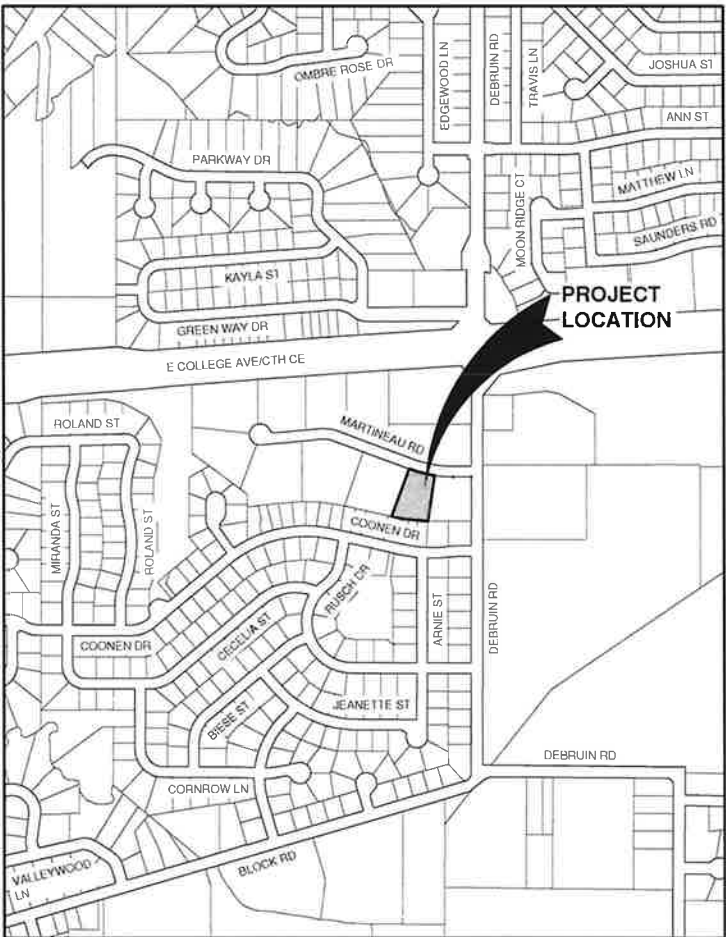 OMBRE ROSE DR
EDGEWOOD LN
DEBRUIN RD
TRAVIS LN
JOSHUA ST
ANN ST
PARKWAY DR
MOON RIDGE CT
MATTHEW LN
SAUNDERS RD
KAYLA ST
GREEN WAY DR
PROJECT
LOCATION
E COLLEGE AVE/CTH CE
ROLAND ST
MARTINEAU RD
MIRANDA ST
ROLAND ST
COONEN DR
RUSCH DR
ARNIE ST
DEBRUIN RD
COONEN DR
CECELIA ST
BIESE ST
JEANETTE ST
DEBRUIN RD
CORNROW LN
BLOCK RD
VALLEYWOOD
LN